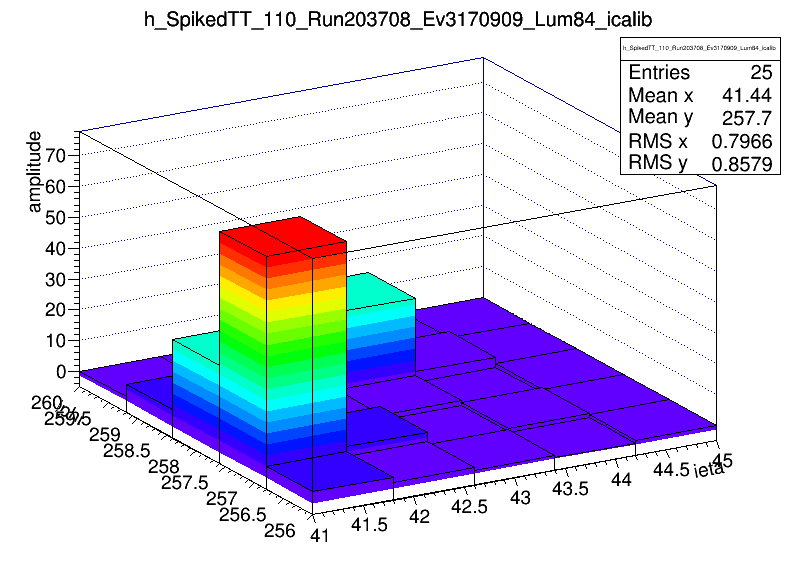 h_SpikedTT_110_Run203708_Ev3170909_Lum84_icalib
h_SpikedTT_110_Run203708_Ev3170909_Lum84_icalib
Entries 25
Mean x 41.44
Mean y 257.7
RMS x 0.7966
RMS y 0.8579
amplitude
70
60
50
40
30
20
10
0
260
259.5
259
258.5
258
257.5
257
256.5
256
41
41.5
42
42.5
43
43.5
44
44.5
45
ieta